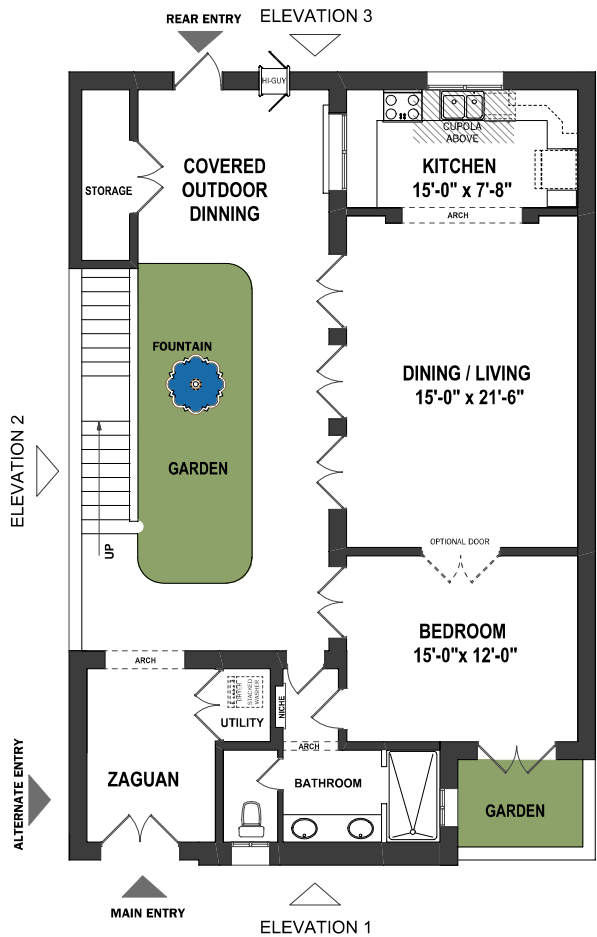 REAR ENTRY
ELEVATION 3
HI-GUY
CUPOLA
ABOVE
COVERED
OUTDOOR
DINNING
STORAGE
KITCHEN
15'-0" x 7'-8"
ARCH
FOUNTAIN
DINING / LIVING
15'-0" x 21'-6"
ELEVATION 2
GARDEN
UP
OPTIONAL DOOR
BEDROOM
15'-0"x 12'-0"
ARCH
DRYER
STACKED
WASHER
NICHE
UTILITY
ARCH
ALTERNATE ENTRY
ZAGUAN
BATHROOM
GARDEN
MAIN ENTRY
ELEVATION 1